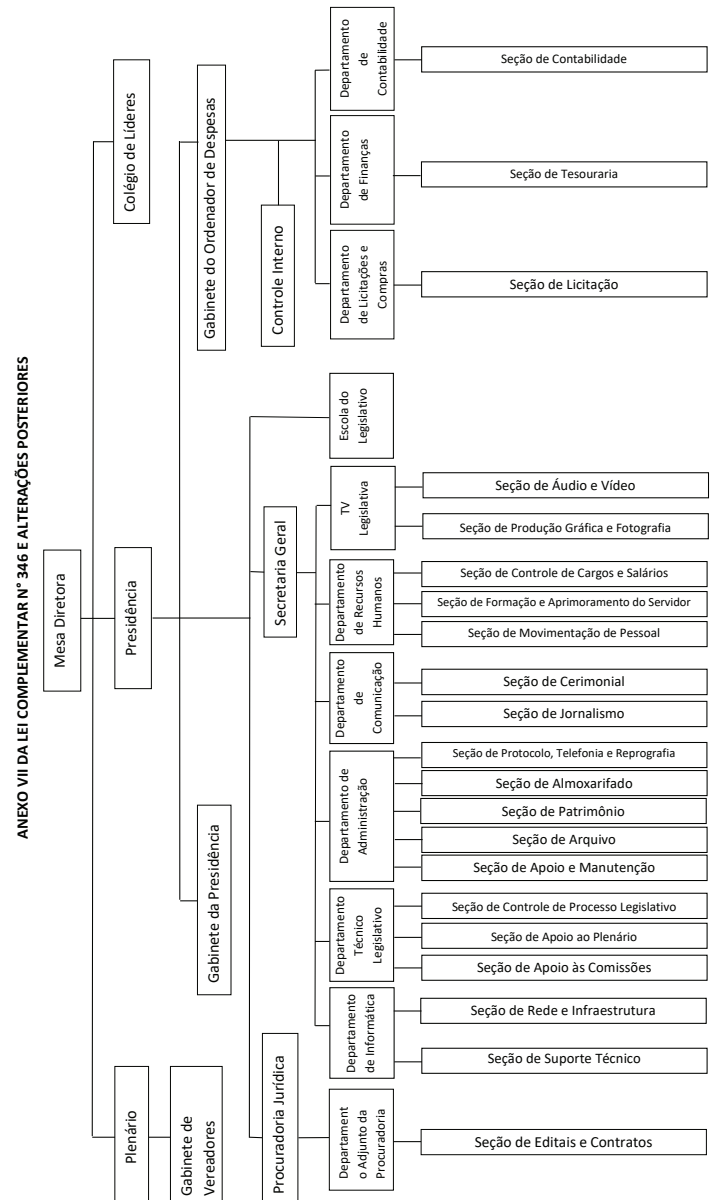 ANEXO VII DA LEI COMPLEMENTAR N° 346 E ALTERAÇÕES POSTERIORES
Mesa Diretora
Plenário
Presidência
Colégio de Líderes
Gabinete de
Vereadores
Gabinete da Presidência
Gabinete do Ordenador de Despesas
Procuradoria Jurídica
Secretaria Geral
Escola do
Legislativo
Controle Interno
Department
o Adjunto da
Procuradoria
Departamento
de Informática
Departamento
Técnico
Legislativo
Departamento de
Administração
Departamento
de
Comunicação
Departamento
de Recursos
Humanos
TV
Legislativa
Departamento
de Licitações e
Compras
Departamento
de Finanças
Departamento
de
Contabilidade
Seção de Editais e Contratos
Seção de Suporte Técnico
Seção de Rede e Infraestrutura
Seção de Apoio às Comissões
Seção de Apoio ao Plenário
Seção de Controle de Processo Legislativo
Seção de Apoio e Manutenção
Seção de Arquivo
Seção de Patrimônio
Seção de Almoxarifado
Seção de Protocolo, Telefonia e Reprografia
Seção de Jornalismo
Seção de Cerimonial
Seção de Movimentação de Pessoal
Seção de Formação e Aprimoramento do Servidor
Seção de Controle de Cargos e Salários
Seção de Produção Gráfica e Fotografia
Seção de Áudio e Vídeo
Seção de Licitação
Seção de Tesouraria
Seção de Contabilidade